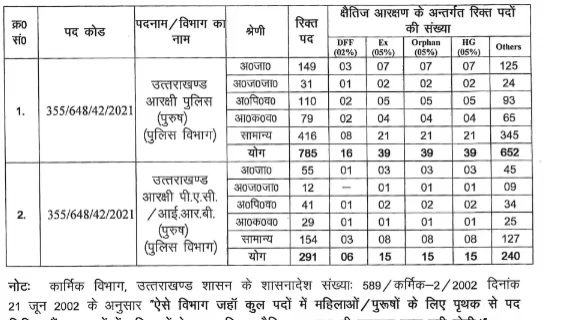 क्षैतिज आरक्षण के अन्तर्गत रिक्त पदों की संख्या
क्र0 सं0 पद कोड पदनाम/विभाग का नाम श्रेणी रिक्त पद DFF (02%) Ex (05%) Orphan (05%) HG (05%) Others
1. 355/648/42/2021 उत्तराखण्ड आरक्षी पुलिस (पुरुष) (पुलिस विभाग)
अ0जा0 149 03 07 07 07 125
अ0ज0जा0 31 01 02 02 02 24
अ0पि0व0 110 02 05 05 05 93
आ0क0व0 79 02 04 04 04 65
सामान्य 416 08 21 21 21 345
योग 785 16 39 39 39 652
2. 355/648/42/2021 उत्तराखण्ड आरक्षी पी.ए.सी. /आई.आर.बी. (पुरुष) (पुलिस विभाग)
अ0जा0 55 01 03 03 03 45
अ0ज0जा0 12 – 01 01 01 09
अ0पि0व0 41 01 02 02 02 34
आ0क0व0 29 01 01 01 01 25
सामान्य 154 03 08 08 08 127
योग 291 06 15 15 15 240
नोटः कार्मिक विभाग, उत्तराखण्ड शासन के शासनादेश संख्याः 589/कर्मिक–2/2002 दिनांक
21 जून 2002 के अनुसार "ऐसे विभाग जहाँ कुल पदों में महिलाओं/पुरूषों के लिए पृथक से पद